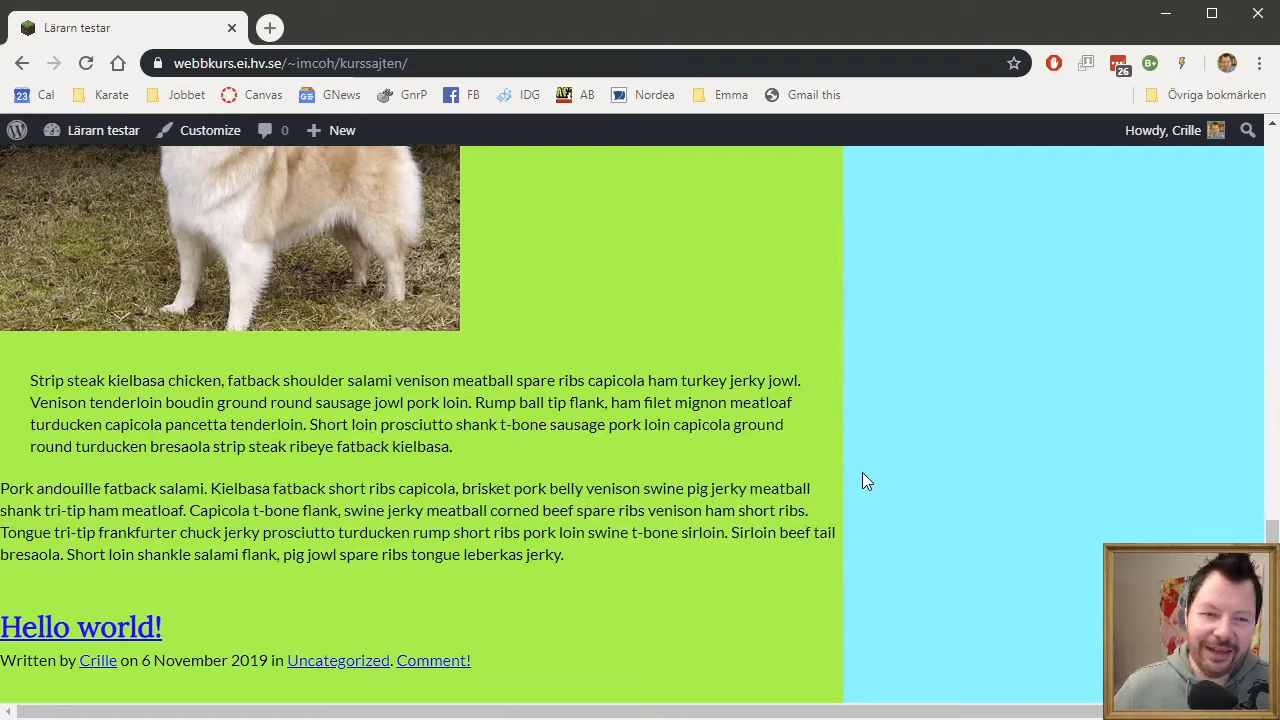 Lärarn testar
webbkurs.ei.hv.se/~imcoh/kurssajten/
26
23 Cal Karate Jobbet Canvas GNews GnrP FB IDG AB Nordea Emma Gmail this Övriga bokmärken
Lärarn testar Customize 0 New Howdy, Crille
Strip steak kielbasa chicken, fatback shoulder salami venison meatball spare ribs capicola ham turkey jerky jowl.
Venison tenderloin boudin ground round sausage jowl pork loin. Rump ball tip flank, ham filet mignon meatloaf
turducken capicola pancetta tenderloin. Short loin prosciutto shank t-bone sausage pork loin capicola ground
round turducken bresaola strip steak ribeye fatback kielbasa.
Pork andouille fatback salami. Kielbasa fatback short ribs capicola, brisket pork belly venison swine pig jerky meatball
shank tri-tip ham meatloaf. Capicola t-bone flank, swine jerky meatball corned beef spare ribs venison ham short ribs.
Tongue tri-tip frankfurter chuck jerky prosciutto turducken rump short ribs pork loin swine t-bone sirloin. Sirloin beef tail
bresaola. Short loin shankle salami flank, pig jowl spare ribs tongue leberkas jerky.
Hello world!
Written by Crille on 6 November 2019 in Uncategorized. Comment!